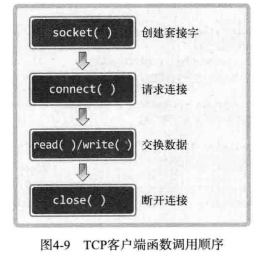 socket( ) 创建套接字
connect( ) 请求连接
read( )/write( ) 交换数据
close( ) 断开连接
图4-9 TCP客户端函数调用顺序